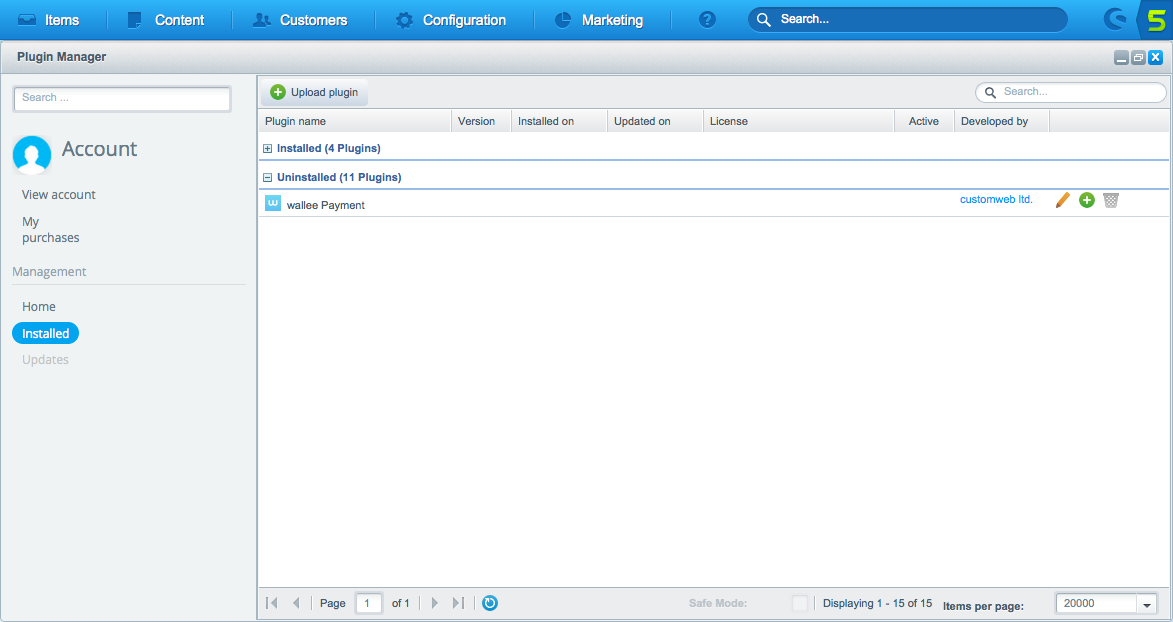 Items
Content
Customers
Configuration
Marketing
?
Search...
5
Plugin Manager
Search ...
Account
View account
My
purchases
Management
Home
Installed
Updates
Upload plugin
Search...
Plugin name
Version
Installed on
Updated on
License
Active
Developed by
Installed (4 Plugins)
Uninstalled (11 Plugins)
w
wallee Payment
customweb ltd.
Page
1
of 1
Safe Mode:
Displaying 1 - 15 of 15
Items per page:
20000